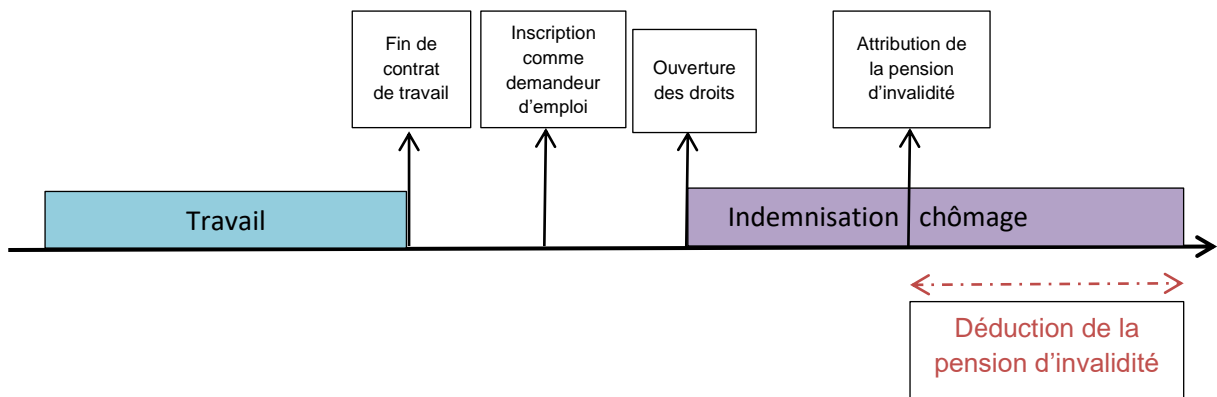 Fin de
contrat
de travail
Inscription
comme
demandeur
d'emploi
Ouverture
des droits
Attribution de
la pension
d'invalidité
Travail
Indemnisation chômage
Déduction de la
pension d'invalidité